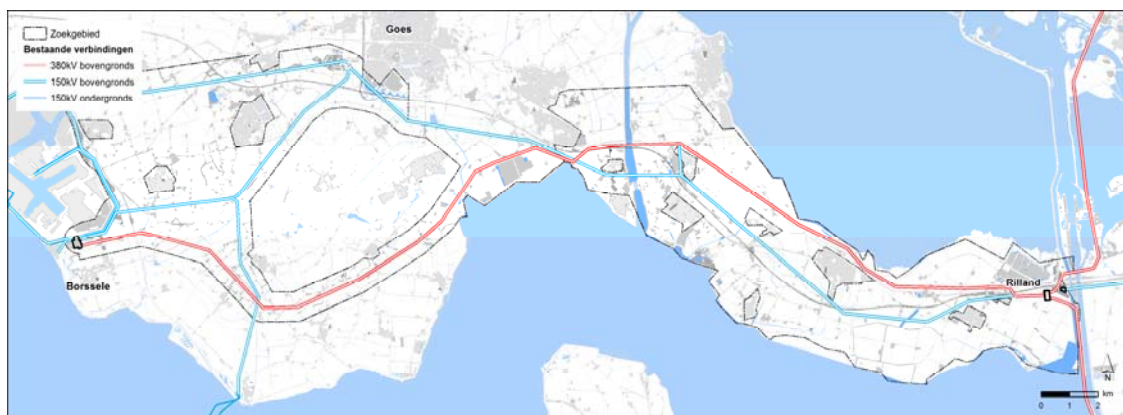 Zoekgebied
Bestaande verbindingen
380kV bovengronds
150kV bovengronds
150kV ondergronds
Goes
Borssele
Rilland
N
km
0 1 2